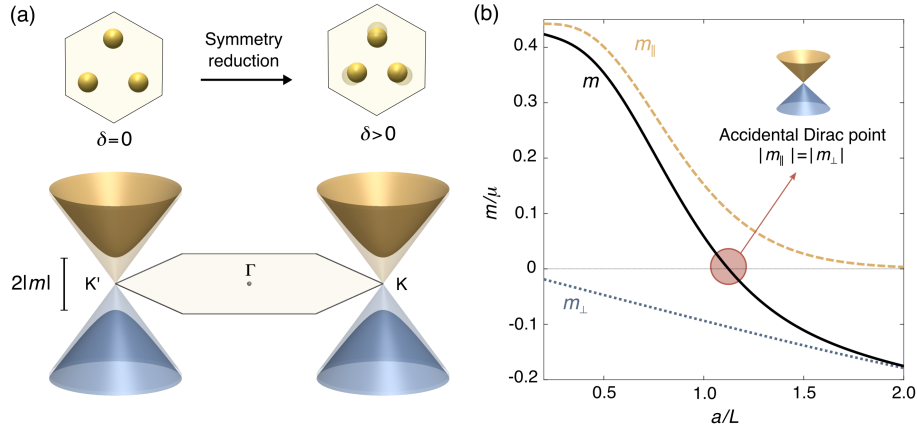 (a)
Symmetry
reduction
δ=0
δ>0
2|m|
K'
Γ
K
(b)
0.4
0.3
0.2
0.1
0
-0.1
-0.2
m/μ
m∥
m
m⊥
Accidental Dirac point
|m∥|=|m⊥|
0.5
1.0
1.5
2.0
a/L